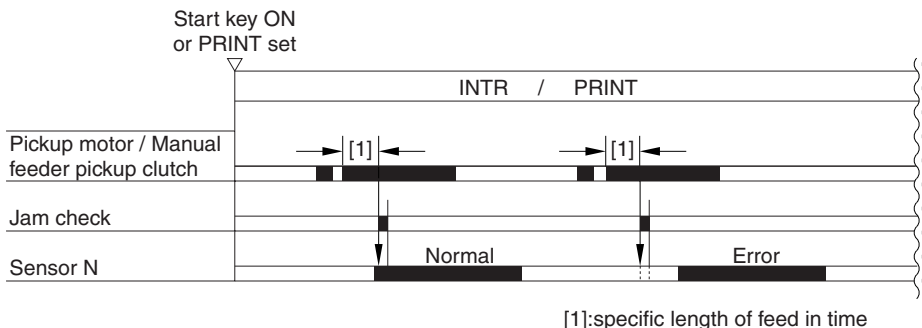 Start key ON
or PRINT set
INTR / PRINT
Pickup motor / Manual
feeder pickup clutch
[1]
[1]
Jam check
Sensor N
Normal
Error
[1]:specific length of feed in time